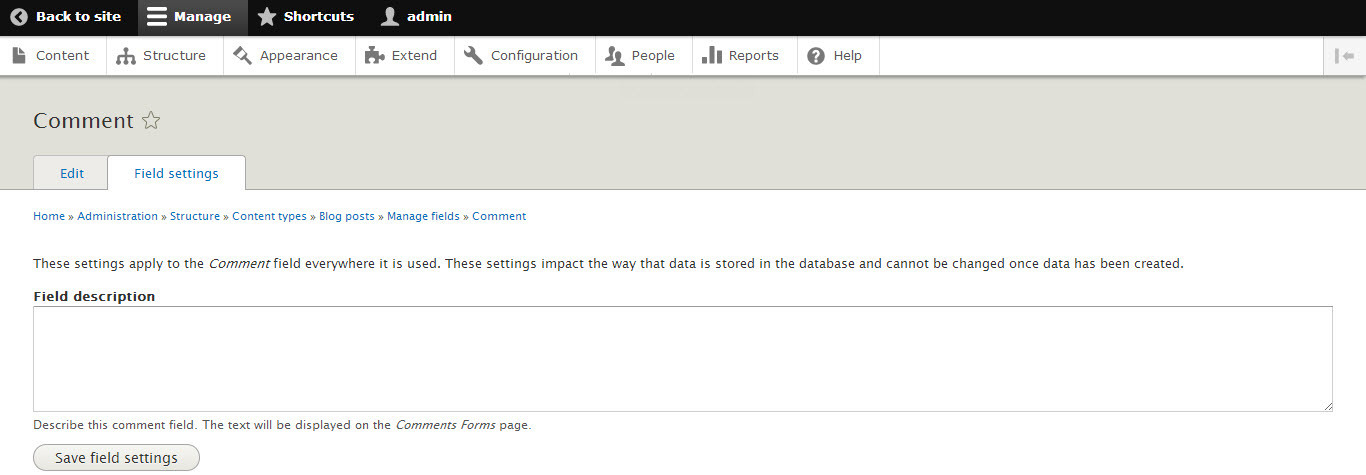 Back to site Manage Shortcuts admin
Content Structure Appearance Extend Configuration People Reports Help
Comment
Edit Field settings
Home » Administration » Structure » Content types » Blog posts » Manage fields » Comment
These settings apply to the Comment field everywhere it is used. These settings impact the way that data is stored in the database and cannot be changed once data has been created.
Field description
Describe this comment field. The text will be displayed on the Comments Forms page.
Save field settings